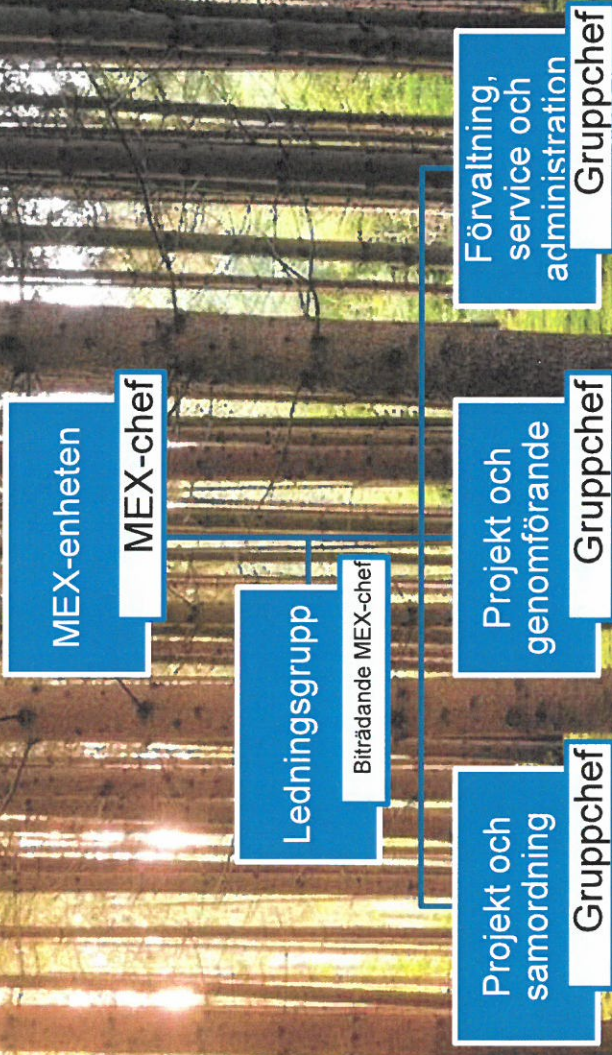 MEX-enheten
MEX-chef
Ledningsgrupp
Biträdande MEX-chef
Projekt och
samordning
Gruppchef
Projekt och
genomförande
Gruppchef
Förvaltning,
service och
administration
Gruppchef